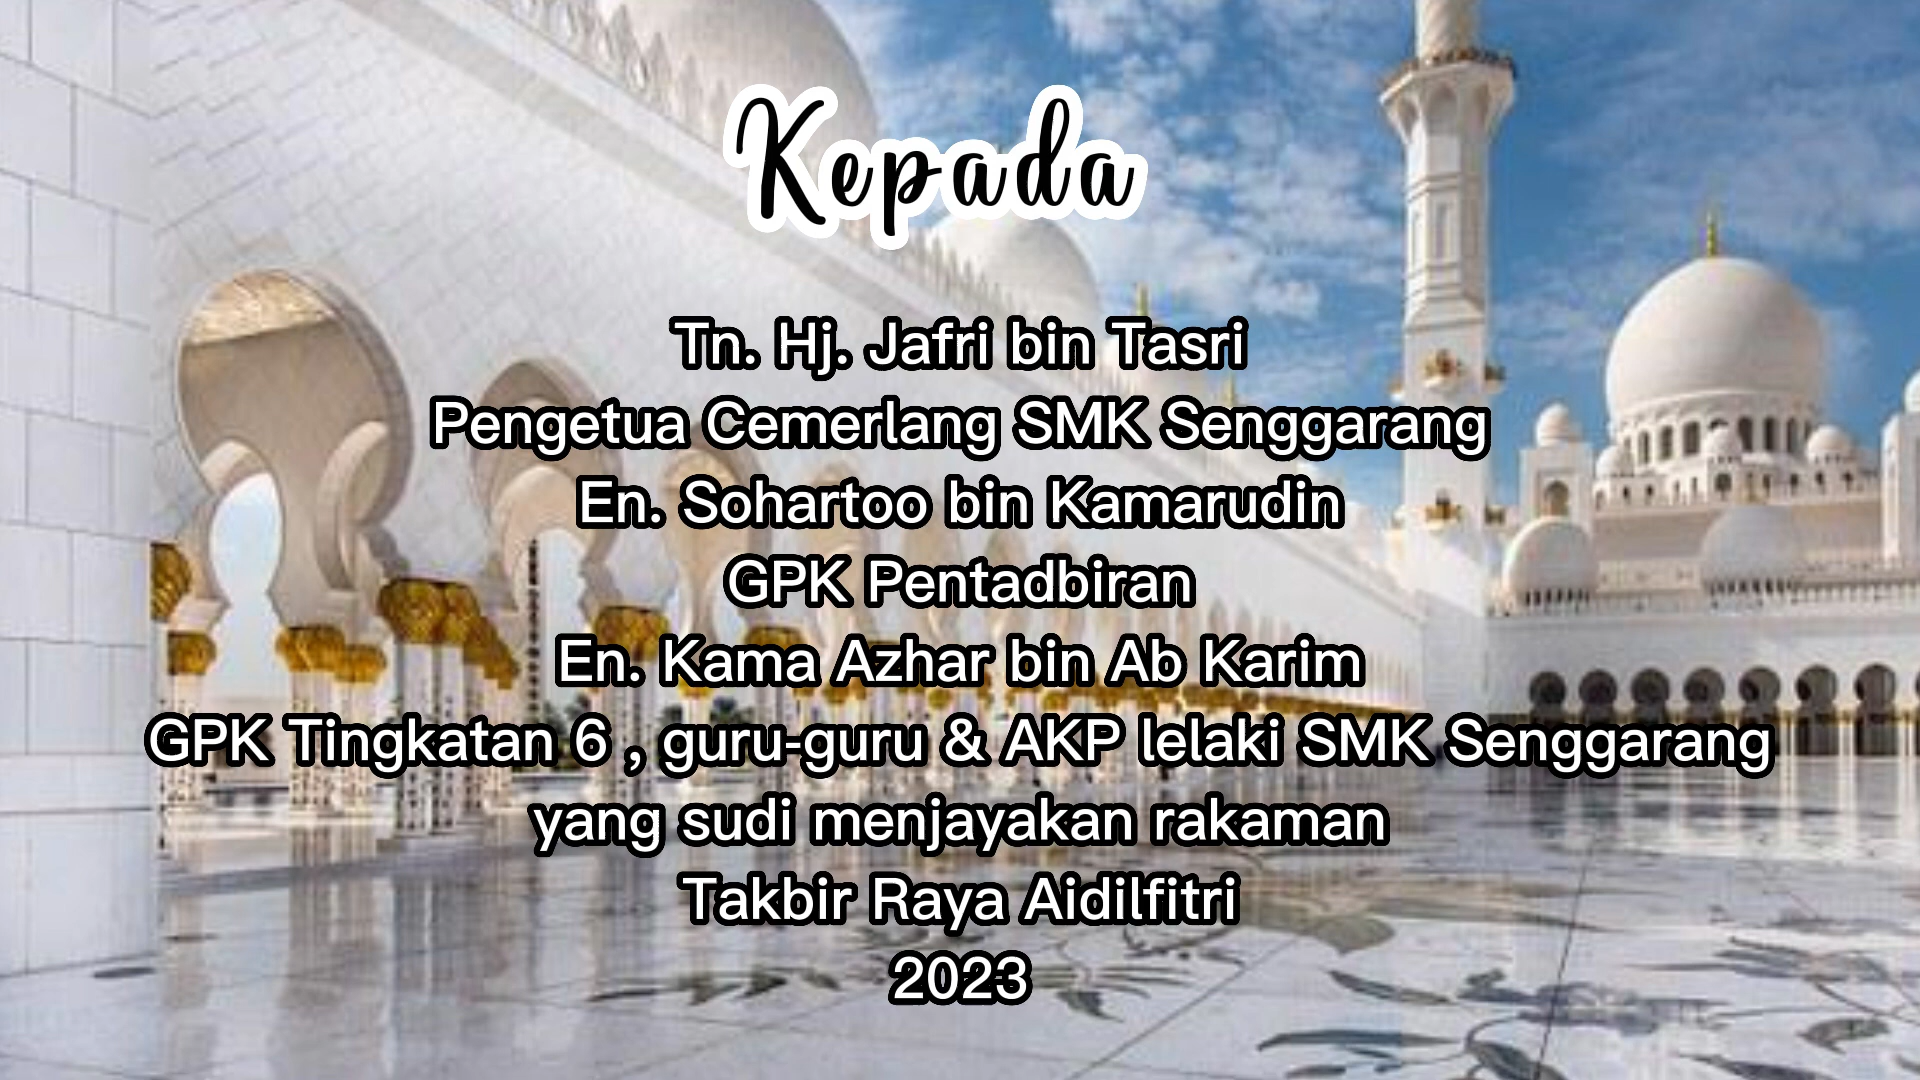 Kepada
Tn. Hj. Jafri bin Tasri
Pengetua Cemerlang SMK Senggarang
En. Sohartoo bin Kamarudin
GPK Pentadbiran
En. Kama Azhar bin Ab Karim
GPK Tingkatan 6 , guru-guru & AKP lelaki SMK Senggarang
yang sudi menjayakan rakaman
Takbir Raya Aidilfitri
2023